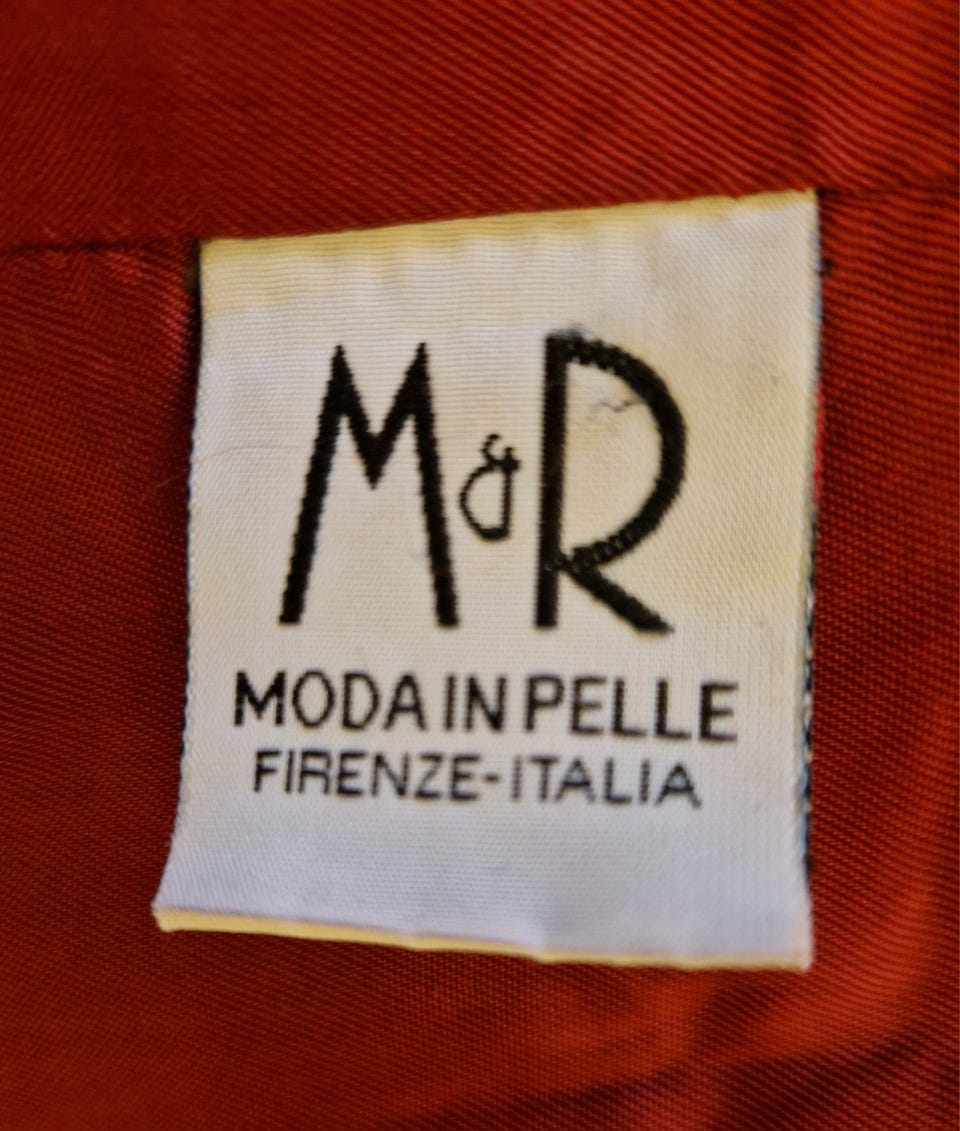 M&R
MODA IN PELLE
FIRENZE-ITALIA